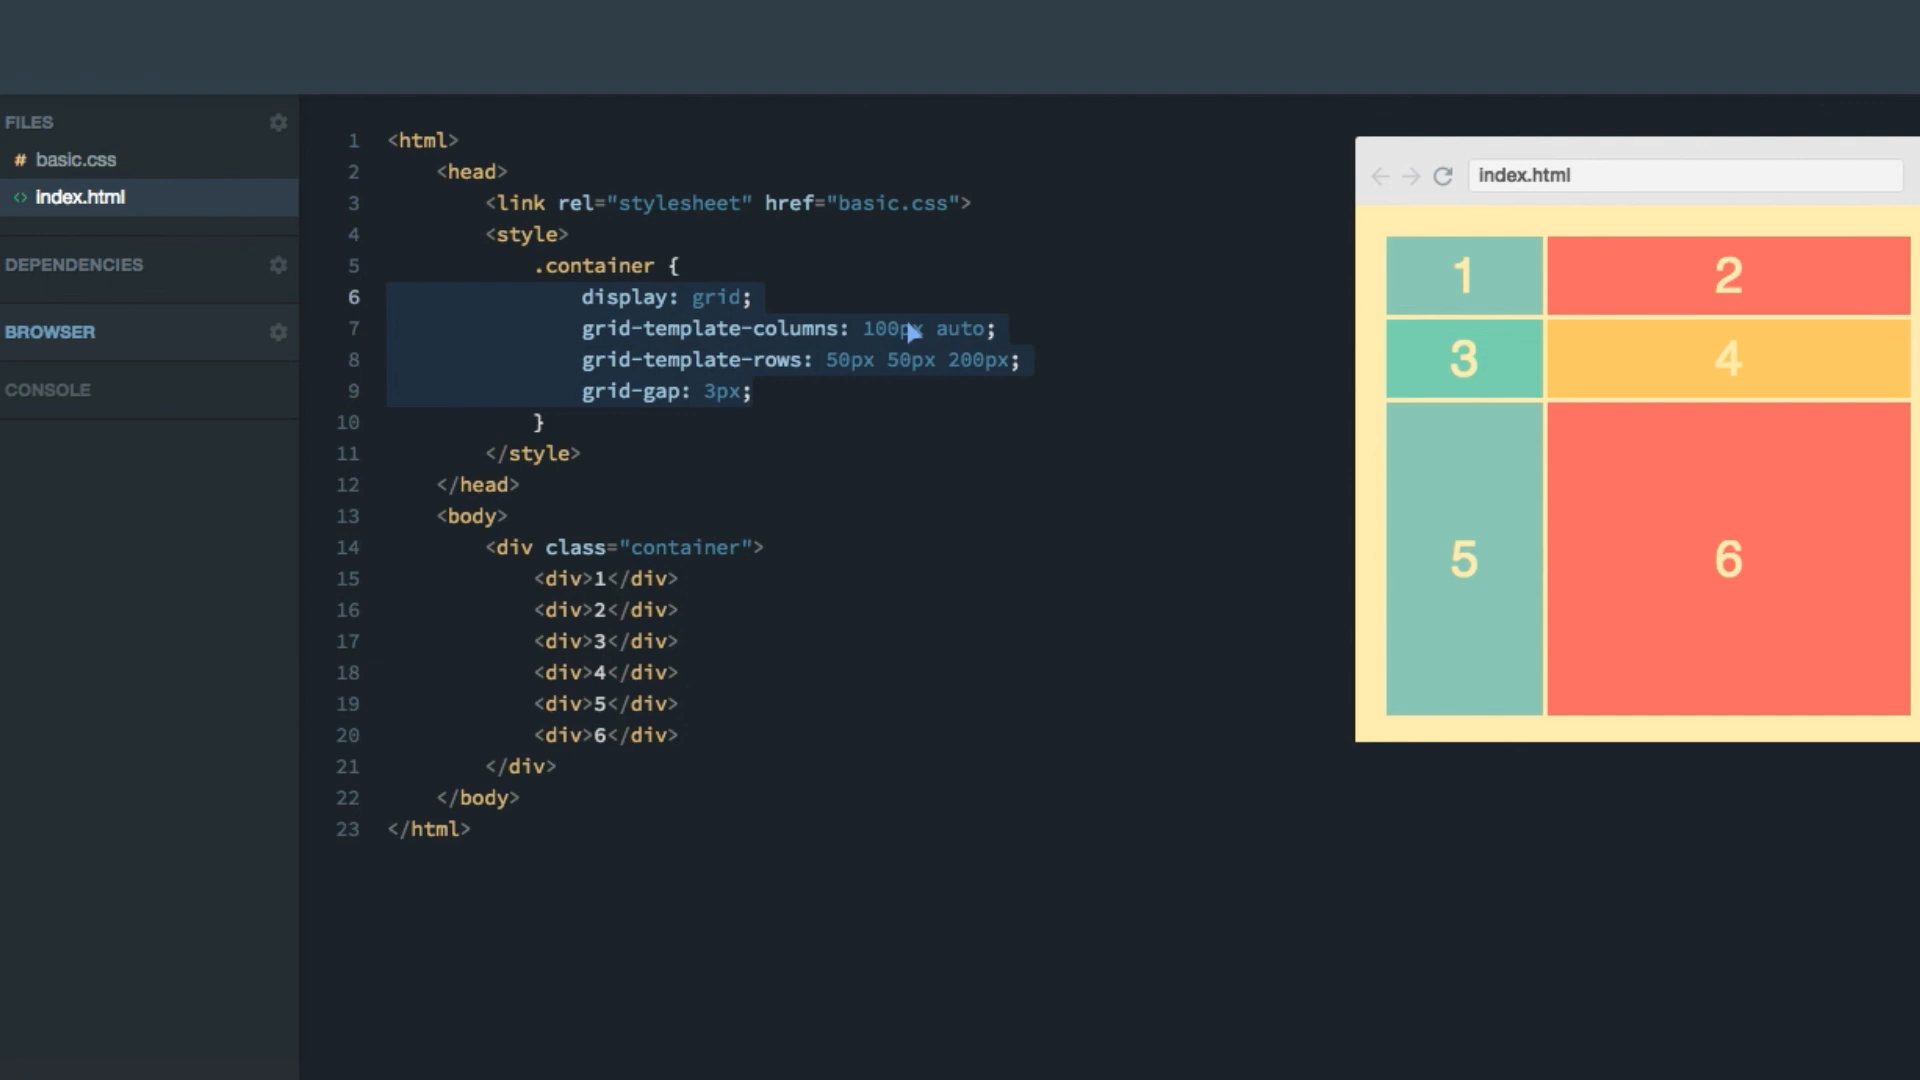 FILES
# basic.css
<> index.html
DEPENDENCIES
BROWSER
CONSOLE
1 <html>
2 <head>
3 <link rel="stylesheet" href="basic.css">
4 <style>
5 .container {
6 display: grid;
7 grid-template-columns: 100px auto;
8 grid-template-rows: 50px 50px 200px;
9 grid-gap: 3px;
10 }
11 </style>
12 </head>
13 <body>
14 <div class="container">
15 <div>1</div>
16 <div>2</div>
17 <div>3</div>
18 <div>4</div>
19 <div>5</div>
20 <div>6</div>
21 </div>
22 </body>
23 </html>
index.html
1 2
3 4
5 6